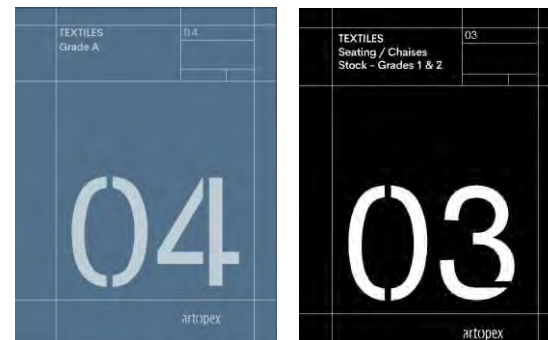 TEXTILES
Grade A
04
04
artopex
TEXTILES
Seating / Chaises
Stock - Grades 1 & 2
03
03
artopex